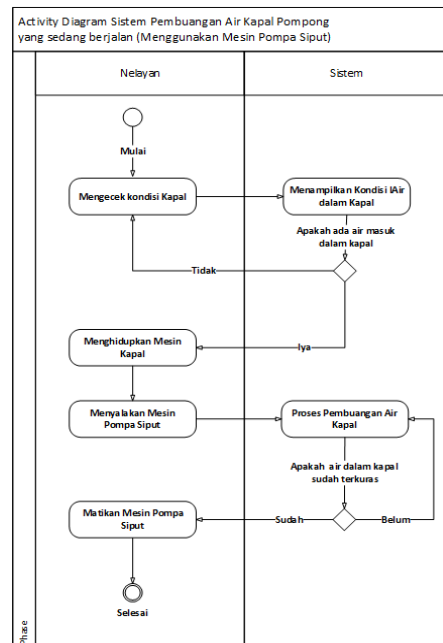 Activity Diagram Sistem Pembuangan Air Kapal Pompong
yang sedang berjalan (Menggunakan Mesin Pompa Siput)
Nelayan
Sistem
Mulai
Mengecek kondisi Kapal
Menampilkan Kondisi lAir
dalam Kapal
Apakah ada air masuk
dalam kapal
Tidak
Iya
Menghidupkan Mesin
Kapal
Menyalakan Mesin
Pompa Siput
Proses Pembuangan Air
Kapal
Apakah air dalam kapal
sudah terkuras
Matikan Mesin Pompa
Siput
Sudah
Belum
Selesai
Phase